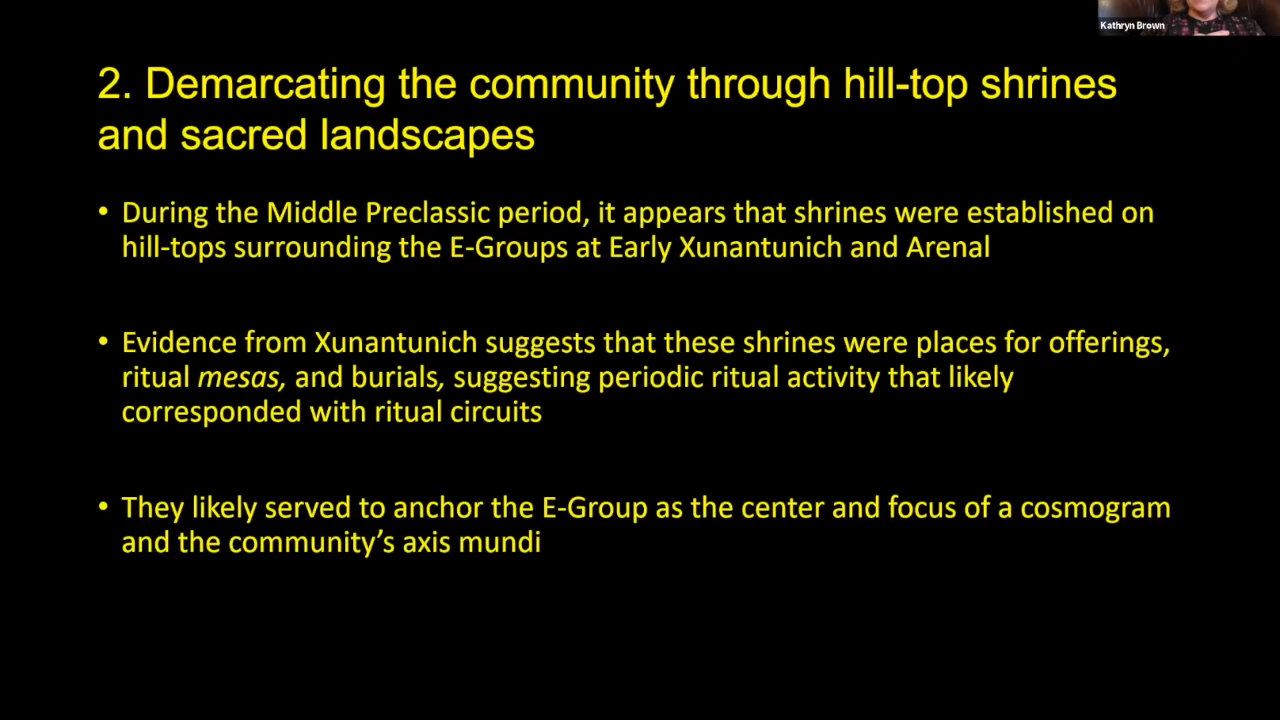 Kathryn Brown
2. Demarcating the community through hill-top shrines
and sacred landscapes
• During the Middle Preclassic period, it appears that shrines were established on
hill-tops surrounding the E-Groups at Early Xunantunich and Arenal
• Evidence from Xunantunich suggests that these shrines were places for offerings,
ritual mesas, and burials, suggesting periodic ritual activity that likely
corresponded with ritual circuits
• They likely served to anchor the E-Group as the center and focus of a cosmogram
and the community’s axis mundi